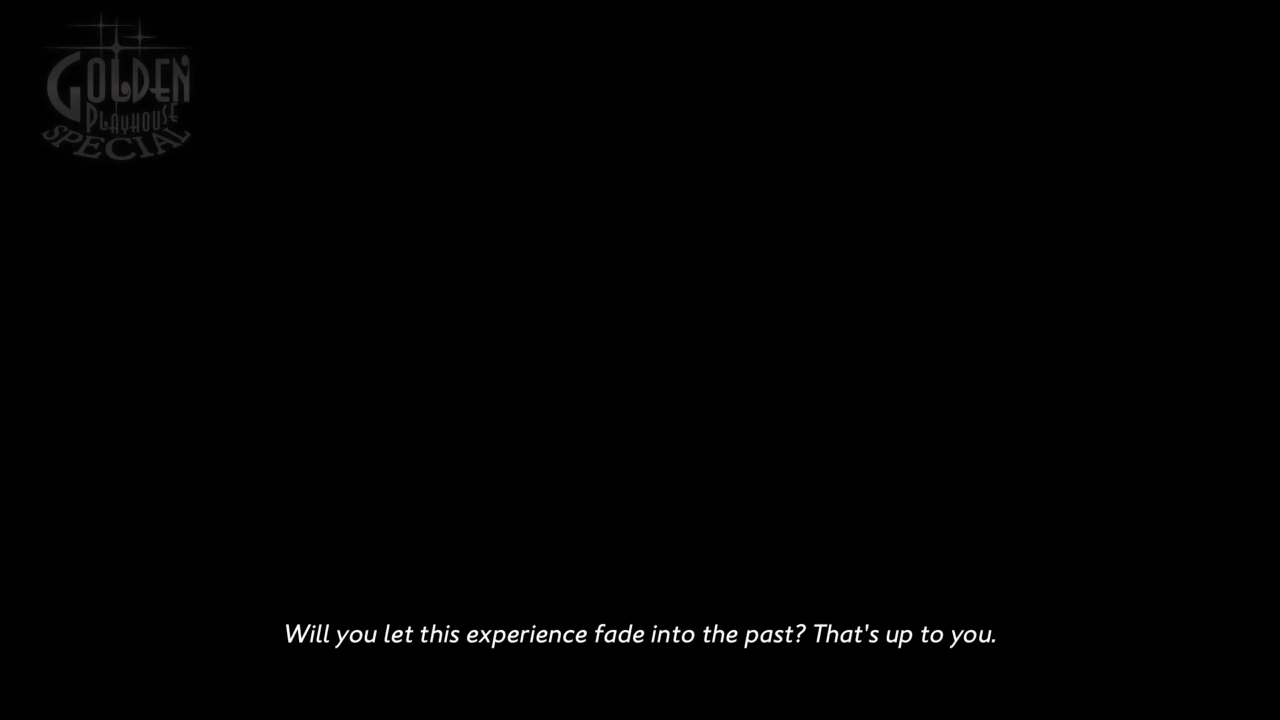 GOLDEN
PLAYHOUSE
SPECIAL
Will you let this experience fade into the past? That's up to you.